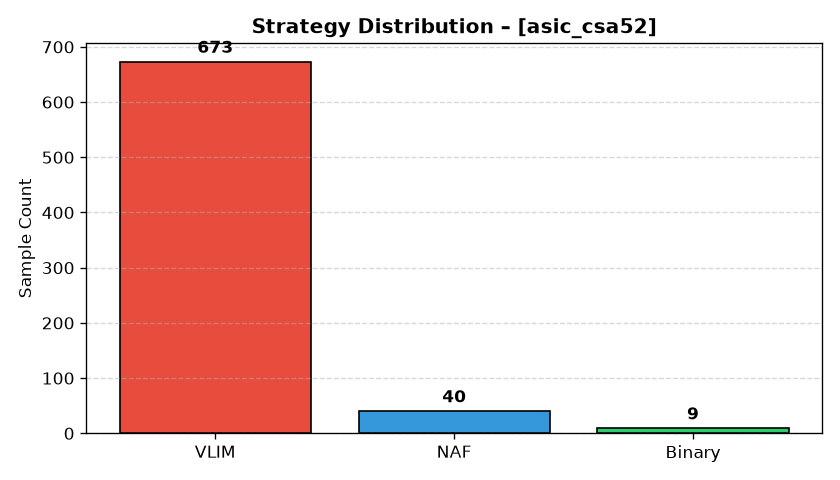 Strategy Distribution – [asic_csa52]
Sample Count
700
600
500
400
300
200
100
0
673
40
9
VLIM
NAF
Binary